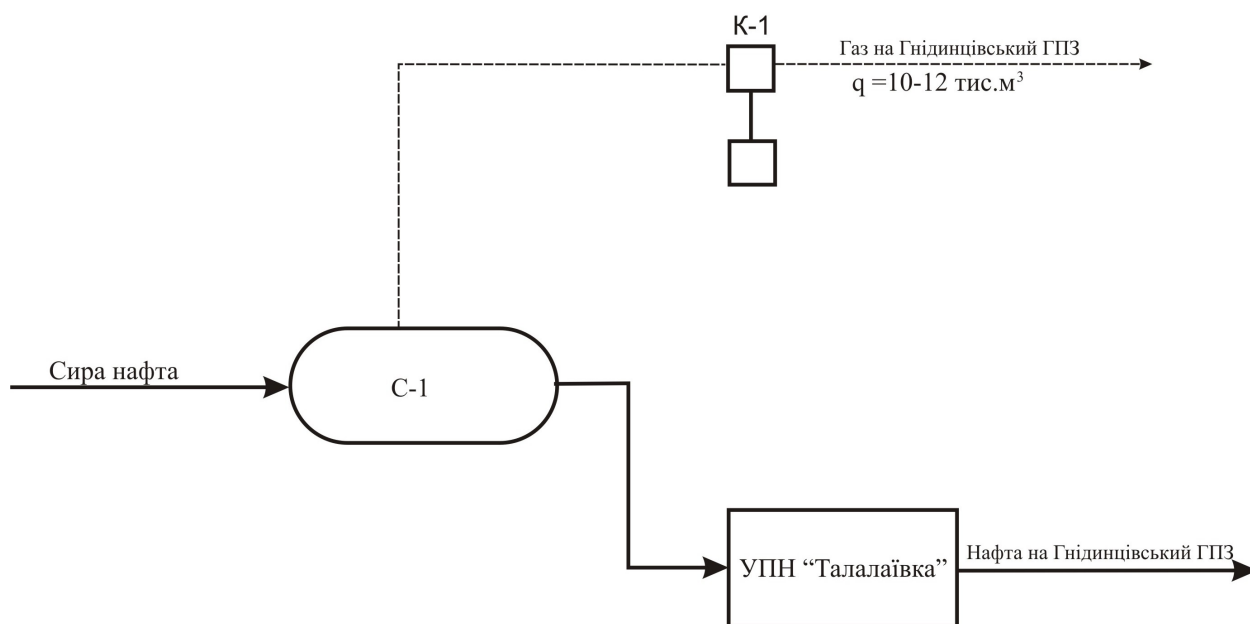 К-1
Газ на Гнідинцівський ГПЗ
q =10-12 тис.м³
Сира нафта
С-1
УПН “Талалаївка”
Нафта на Гнідинцівський ГПЗ